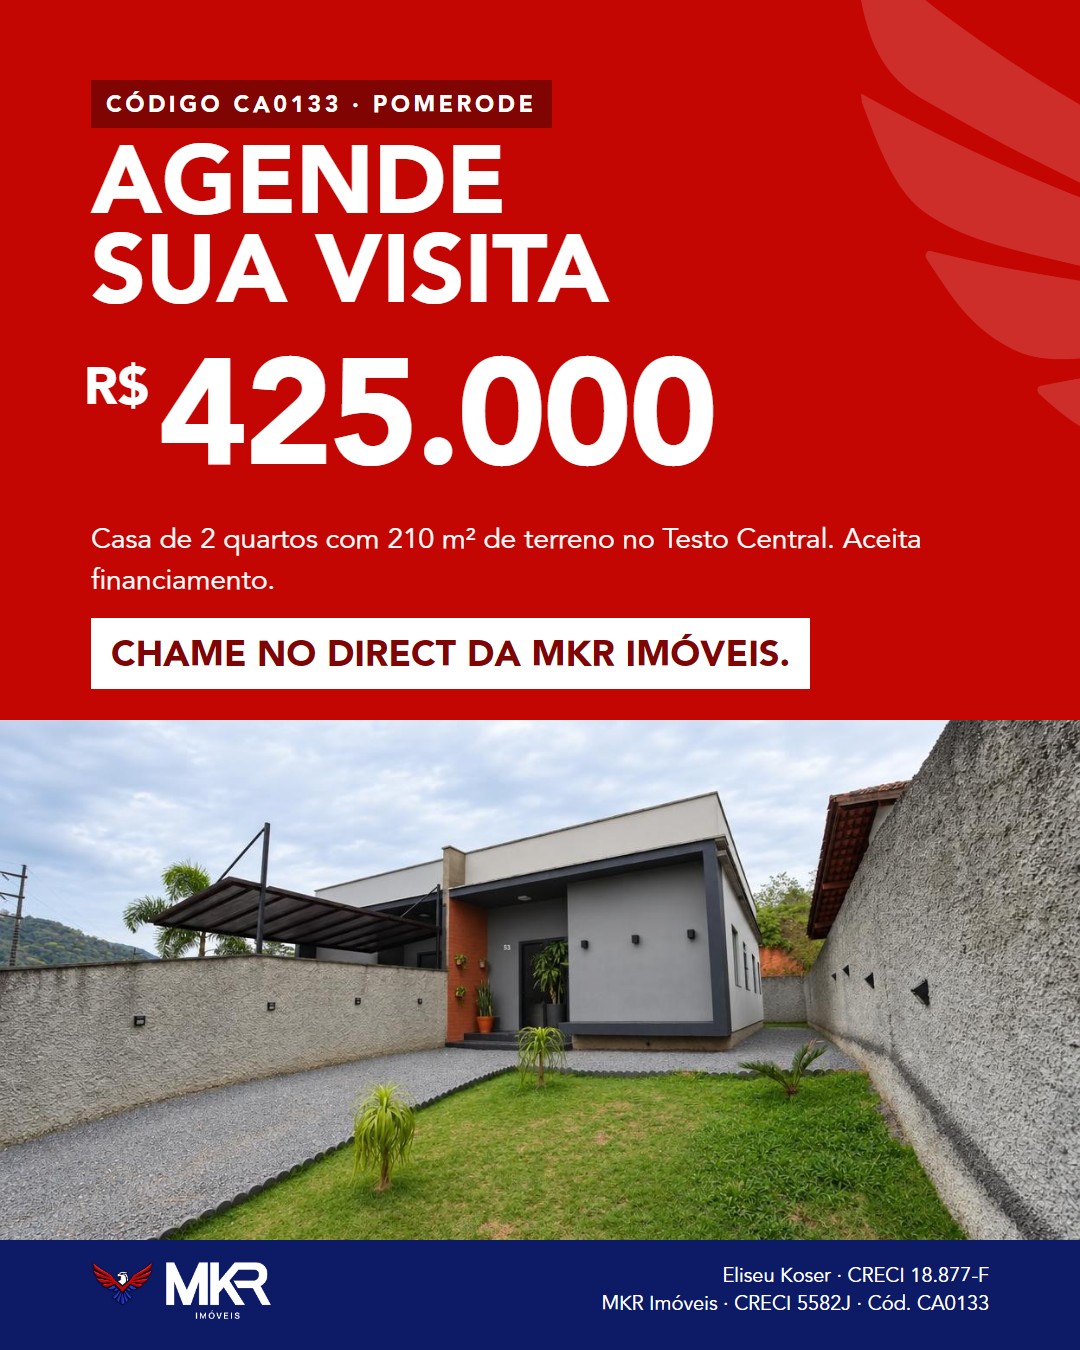 CÓDIGO CA0133 · POMERODE
AGENDE
SUA VISITA
R$ 425.000
Casa de 2 quartos com 210 m² de terreno no Testo Central. Aceita
financiamento.
CHAME NO DIRECT DA MKR IMÓVEIS.
53
MKR
IMÓVEIS
Eliseu Koser · CRECI 18.877-F
MKR Imóveis · CRECI 5582J · Cód. CA0133